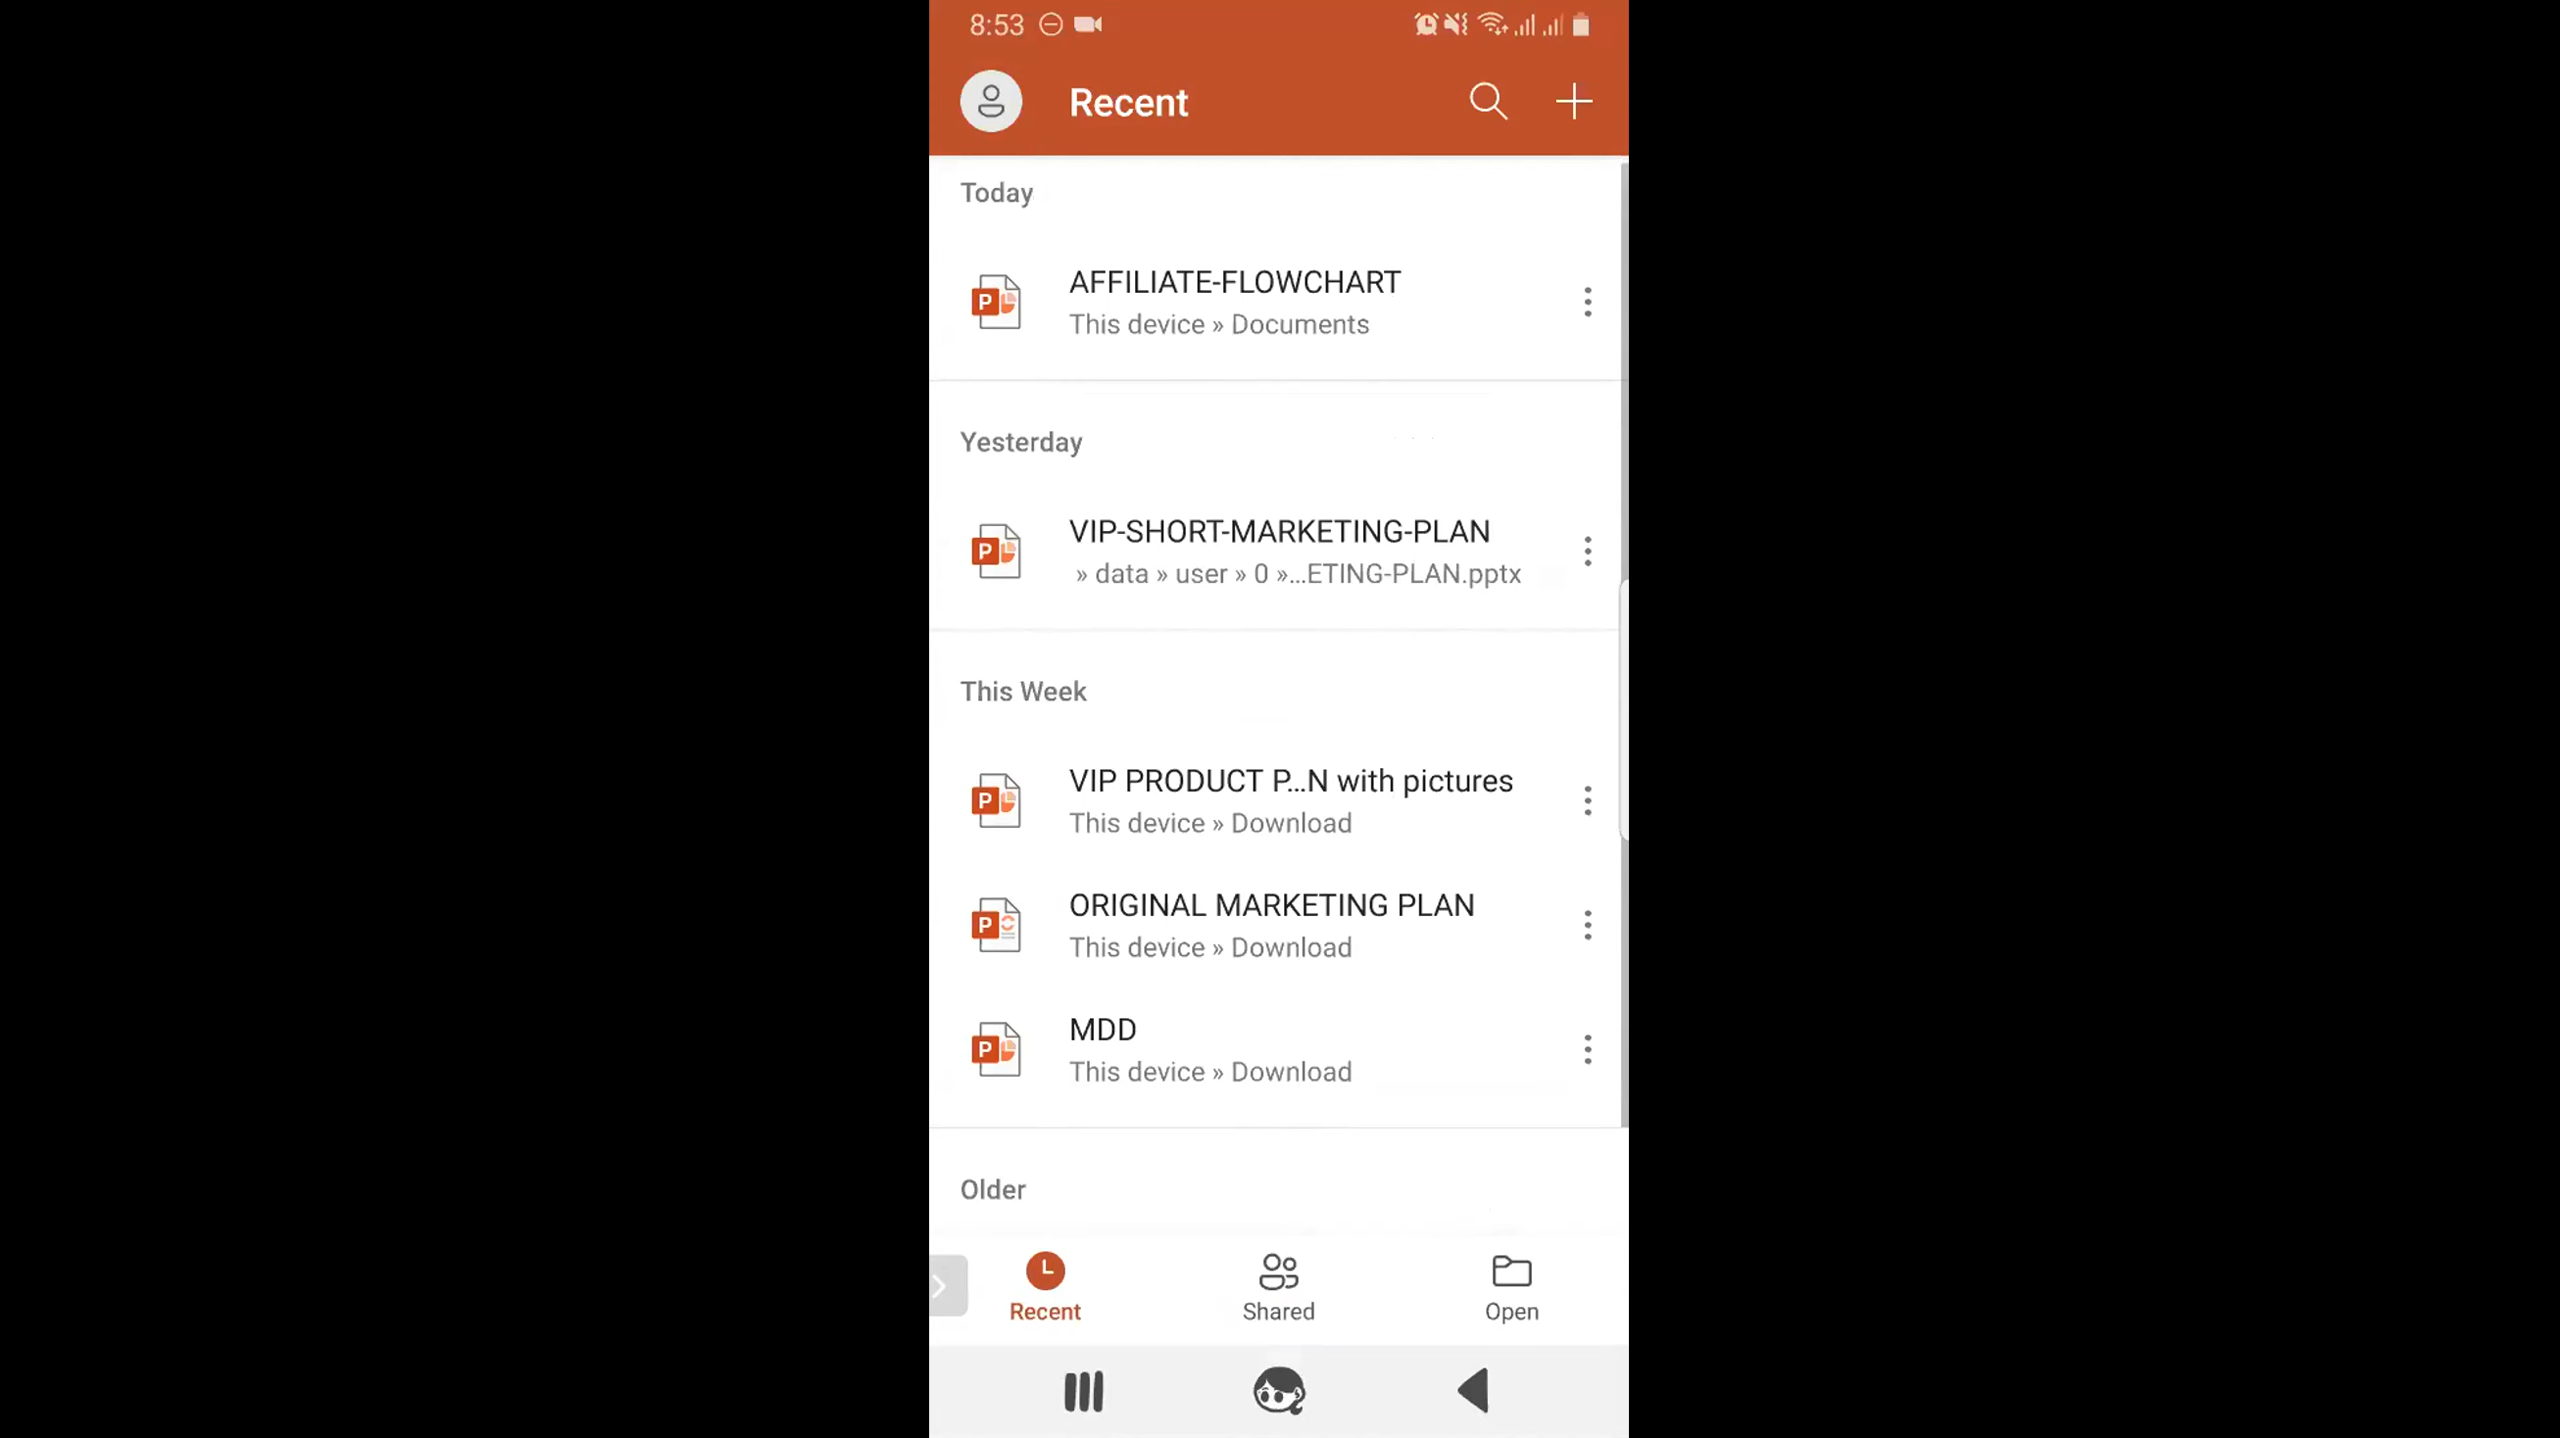 8:53
Recent
Today
AFFILIATE-FLOWCHART
This device » Documents
Yesterday
VIP-SHORT-MARKETING-PLAN
» data » user » 0 »...ETING-PLAN.pptx
This Week
VIP PRODUCT P...N with pictures
This device » Download
ORIGINAL MARKETING PLAN
This device » Download
MDD
This device » Download
Older
Recent
Shared
Open